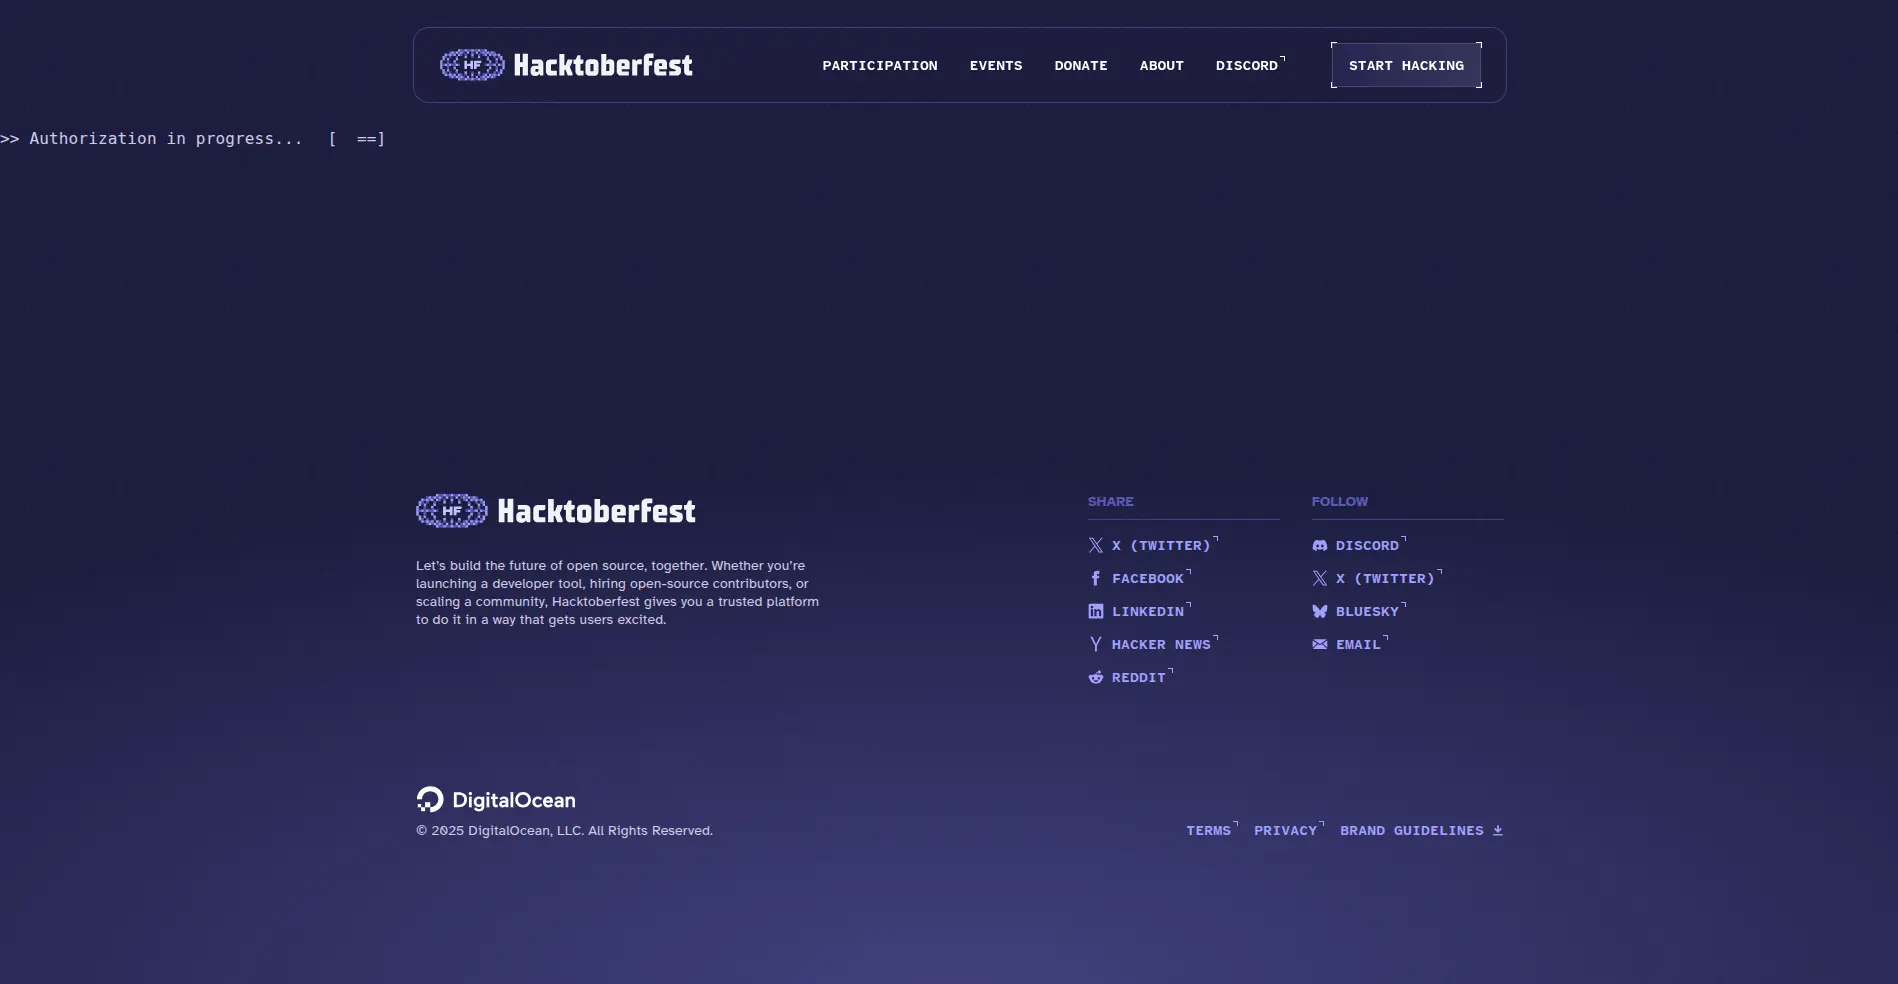 HF Hacktoberfest
PARTICIPATION EVENTS DONATE ABOUT DISCORD START HACKING
>> Authorization in progress... [  ==]
HF Hacktoberfest
Let's build the future of open source, together. Whether you're
launching a developer tool, hiring open-source contributors, or
scaling a community, Hacktoberfest gives you a trusted platform
to do it in a way that gets users excited.
SHARE
X (TWITTER)
FACEBOOK
LINKEDIN
HACKER NEWS
REDDIT
FOLLOW
DISCORD
X (TWITTER)
BLUESKY
EMAIL
DigitalOcean
© 2025 DigitalOcean, LLC. All Rights Reserved.
TERMS PRIVACY BRAND GUIDELINES